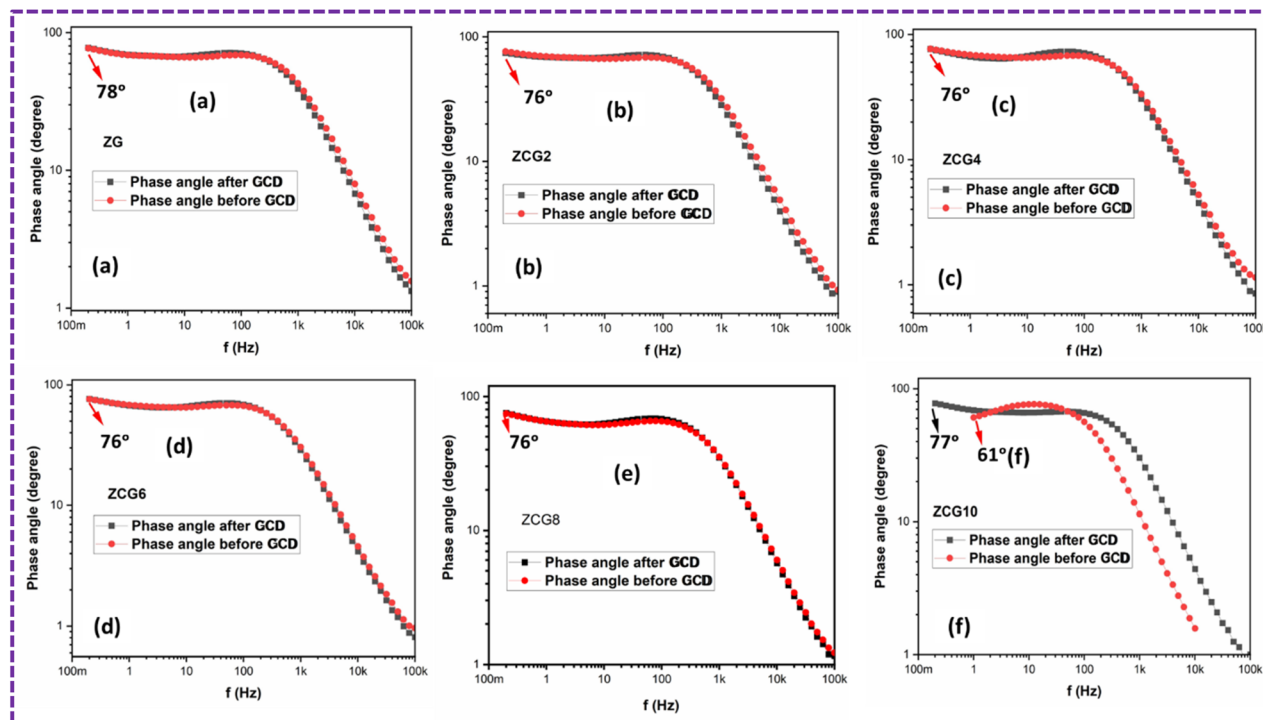 100
78°
(a)
ZG
Phase angle after GCD
Phase angle before GCD
10
(a)
1
Phase angle (degree)
100m 1 10 100 1k 10k 100k
f (Hz)
100
76°
(b)
ZCG2
10
Phase angle after GCD
Phase angle before GCD
(b)
1
Phase angle (degree)
100m 1 10 100 1k 10k 100k
f (Hz)
100
76°
(c)
ZCG4
10
Phase angle after GCD
Phase angle before GCD
(c)
1
Phase angle (degree)
100m 1 10 100 1k 10k 100k
f (Hz)
100
76°
(d)
ZCG6
10
Phase angle after GCD
Phase angle before GCD
(d)
1
Phase angle (degree)
100m 1 10 100 1k 10k 100k
f (Hz)
100
76°
(e)
ZCG8
10
Phase angle after GCD
Phase angle before GCD
1
Phase angle (degree)
100m 1 10 100 1k 10k 100k
f (Hz)
100
77°
61°(f)
ZCG10
10
Phase angle after GCD
Phase angle before GCD
(f)
1
Phase angle (degree)
100m 1 10 100 1k 10k 100k
f (Hz)